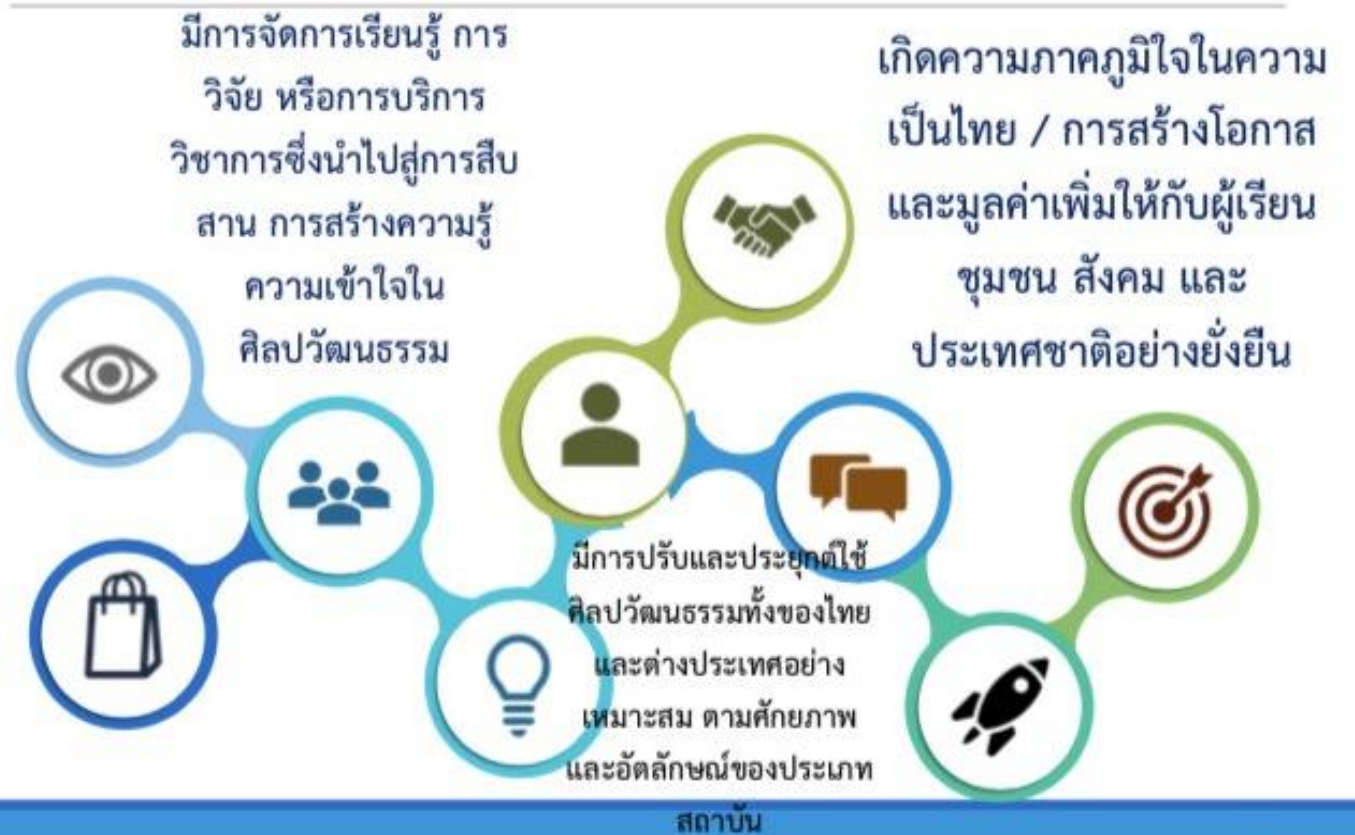 มีการจัดการเรียนรู้ การ
วิจัย หรือการบริการ
วิชาการซึ่งนำไปสู่การสืบ
สาน การสร้างความรู้
ความเข้าใจใน
ศิลปวัฒนธรรม
เกิดความภาคภูมิใจในความ
เป็นไทย / การสร้างโอกาส
และมูลค่าเพิ่มให้กับผู้เรียน
ชุมชน สังคม และ
ประเทศชาติอย่างยั่งยืน
มีการปรับและประยุกต์ใช้
ศิลปวัฒนธรรมทั้งของไทย
และต่างประเทศอย่าง
เหมาะสม ตามศักยภาพ
และอัตลักษณ์ของประเภท
สถาบัน